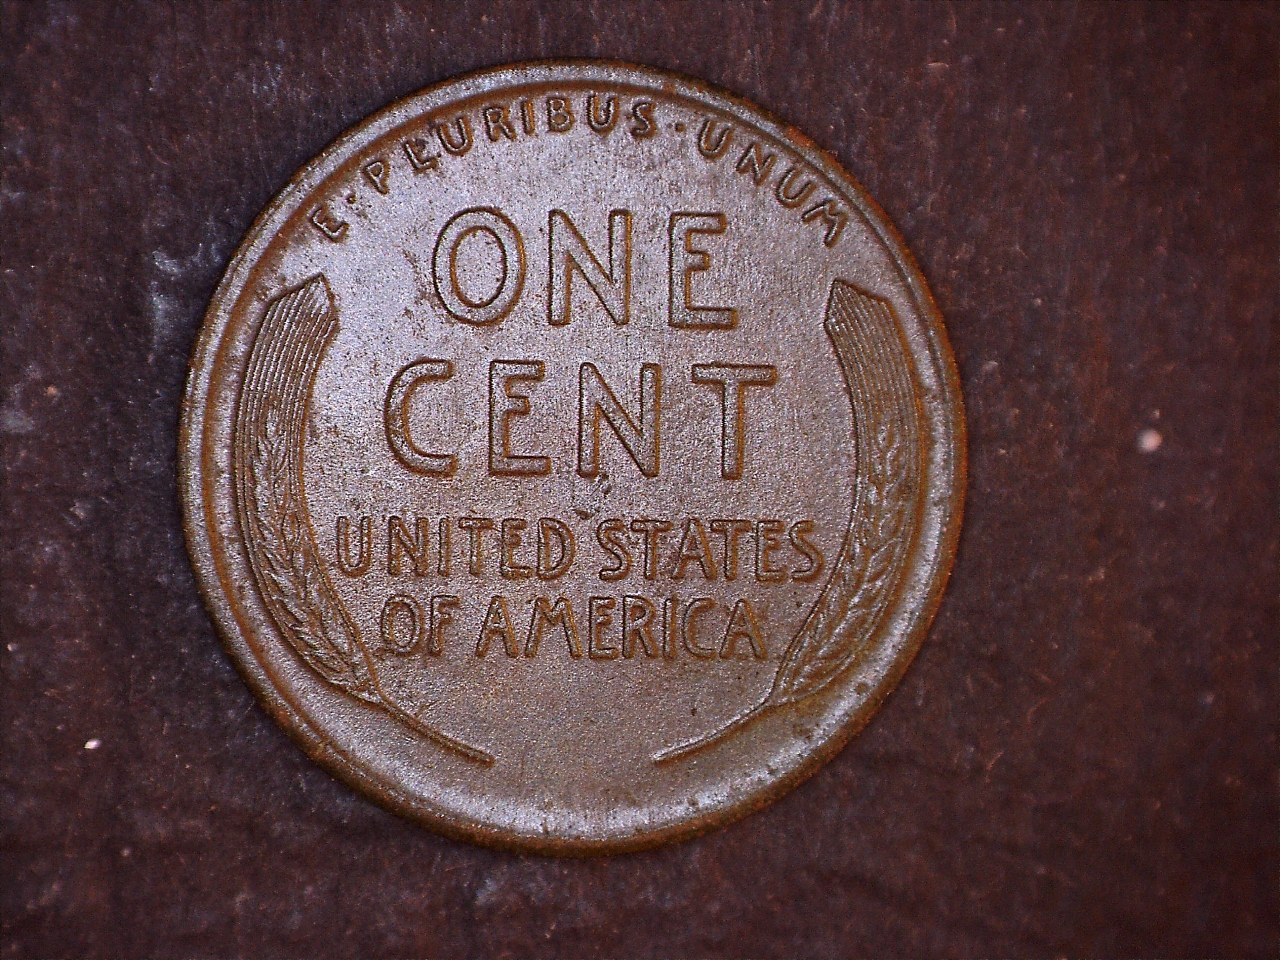 E · PLURIBUS · UNUM
ONE
CENT
UNITED STATES
OF AMERICA